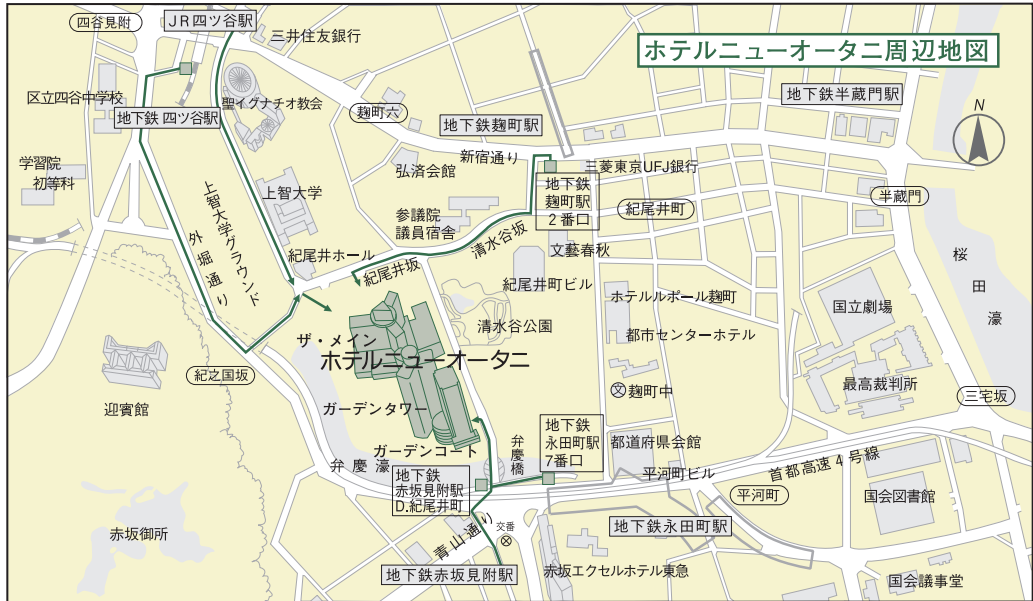 四谷見附
JR四ツ谷駅
三井住友銀行
ホテルニューオータニ周辺地図
区立四谷中学校
地下鉄 四ツ谷駅
聖イグナチオ教会
麹町六
地下鉄麹町駅
地下鉄半蔵門駅
N
新宿通り
三菱東京UFJ銀行
学習院
初等科
弘済会館
上智大学
地下鉄
麹町駅
2番口
紀尾井町
半蔵門
参議院
議員宿舎
清水谷坂
文藝春秋
上智大学グラウンド
外堀通り
紀尾井ホール
紀尾井坂
紀尾井町ビル
桜田濠
ホテルルポール麹町
国立劇場
清水谷公園
都市センターホテル
ザ・メイン
ホテルニューオータニ
紀之国坂
迎賓館
文
麹町中
最高裁判所
三宅坂
ガーデンタワー
ガーデンコート
弁慶濠
弁慶橋
地下鉄
永田町駅
7番口
都道府県会館
平河町ビル
首都高速4号線
地下鉄
赤坂見附駅
D.紀尾井町
平河町
国会図書館
赤坂御所
青山通り
交番
地下鉄永田町駅
地下鉄赤坂見附駅
赤坂エクセルホテル東急
国会議事堂